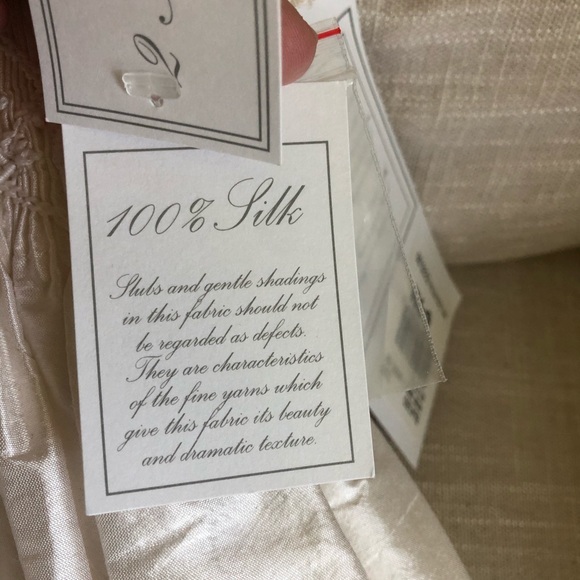 100% Silk
Slubs and gentle shadings
in this fabric should not
be regarded as defects.
They are characteristics
of the fine yarns which
give this fabric its beauty
and dramatic texture.